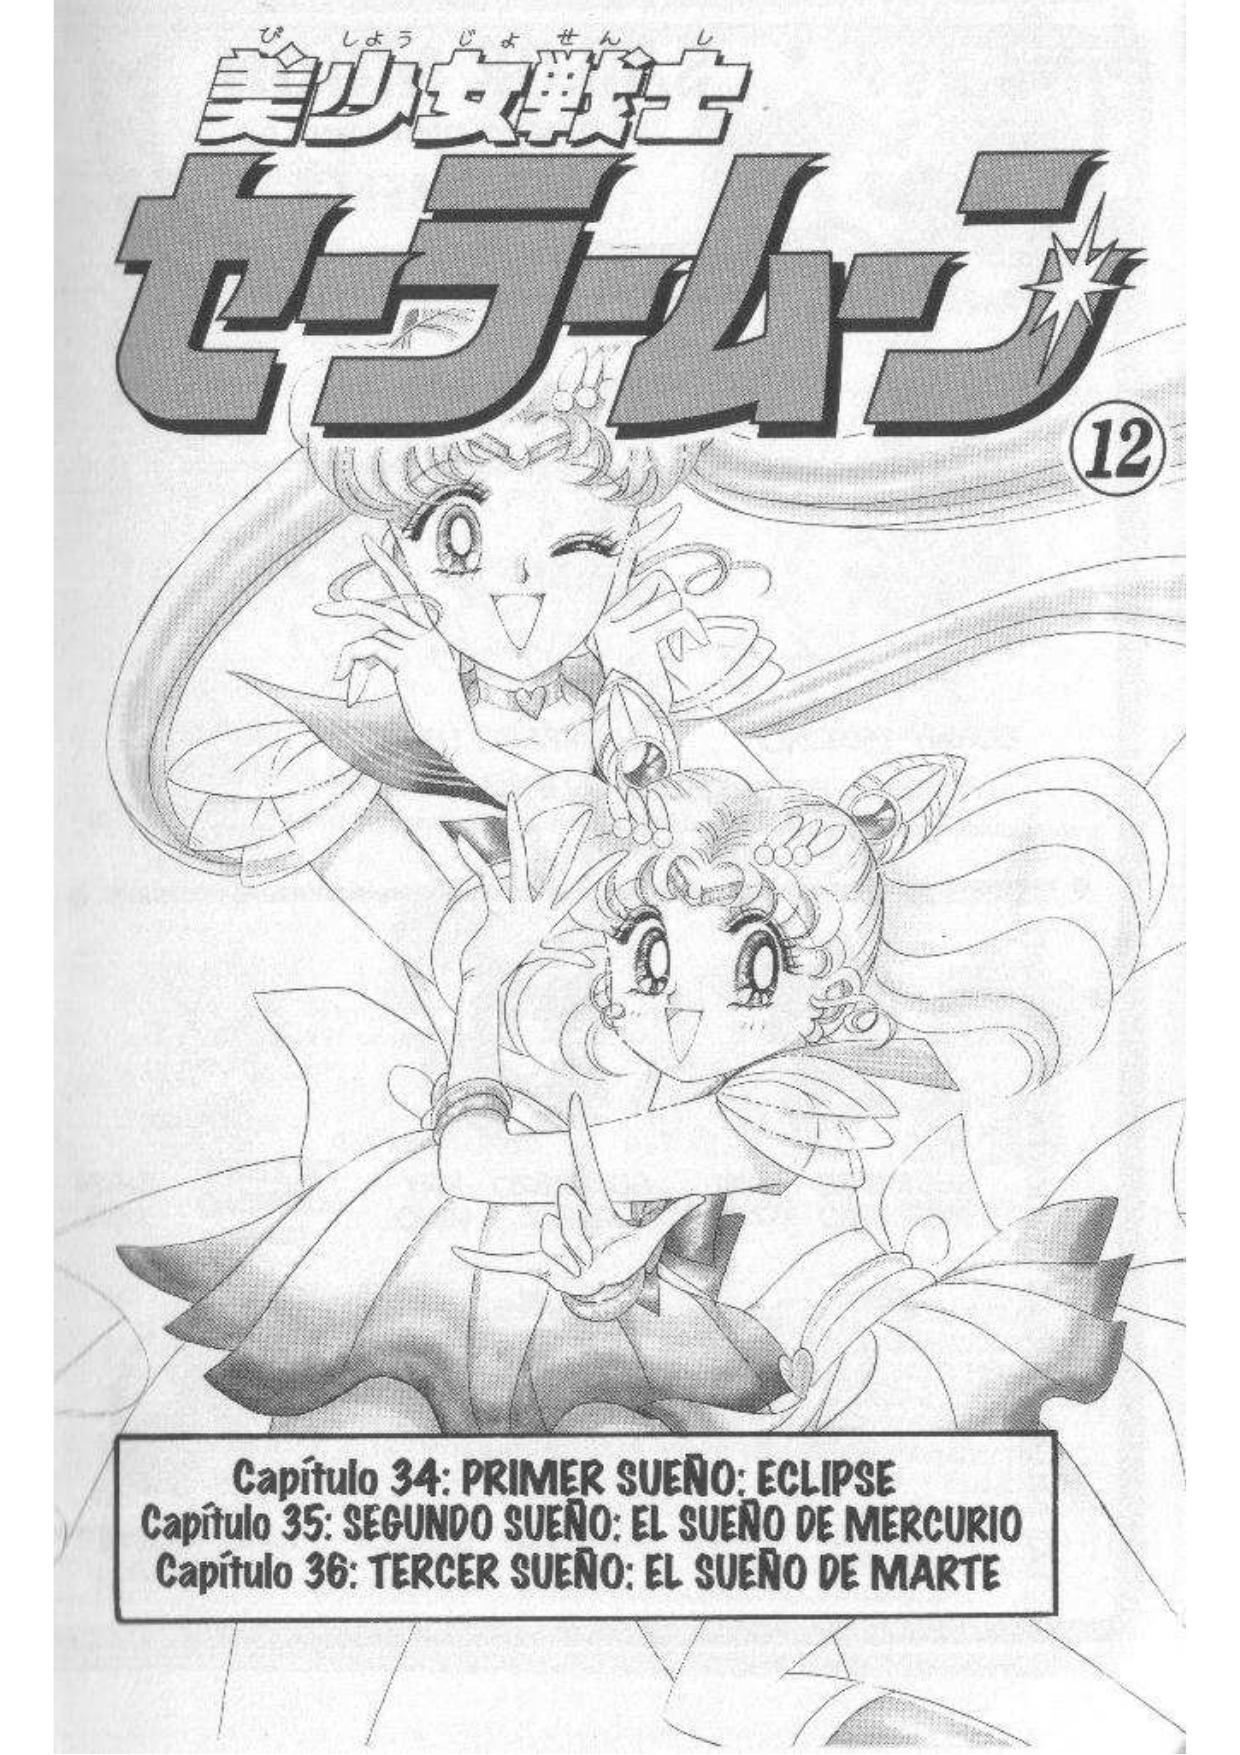 びしょうじょせんし
美少女戦士
セーラームーン
12
Capítulo 34: PRIMER SUEÑO: ECLIPSE
Capítulo 35: SEGUNDO SUEÑO: EL SUEÑO DE MERCURIO
Capítulo 36: TERCER SUEÑO: EL SUEÑO DE MARTE